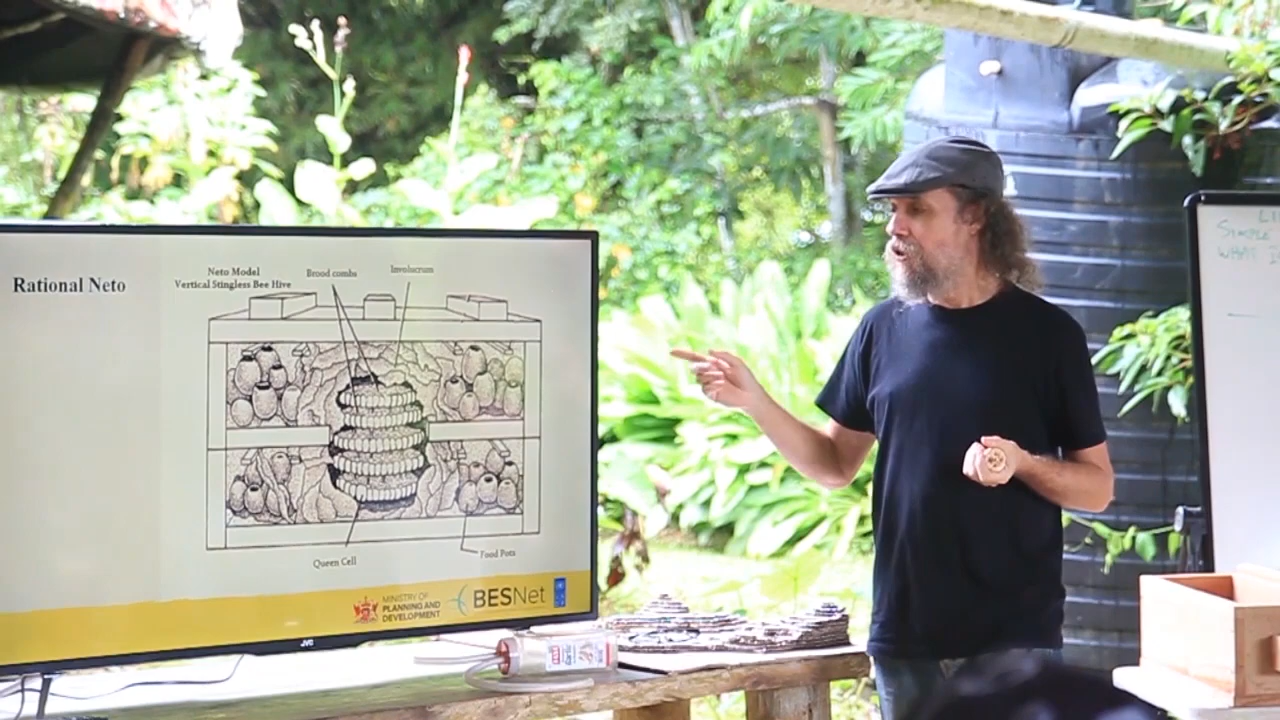 Rational Neto
Neto Model
Vertical Stingless Bee Hive
Brood combs
Involucrum
Queen Cell
Food Pots
MINISTRY OF
PLANNING AND
DEVELOPMENT
BESNet
JVC
SIMPLE